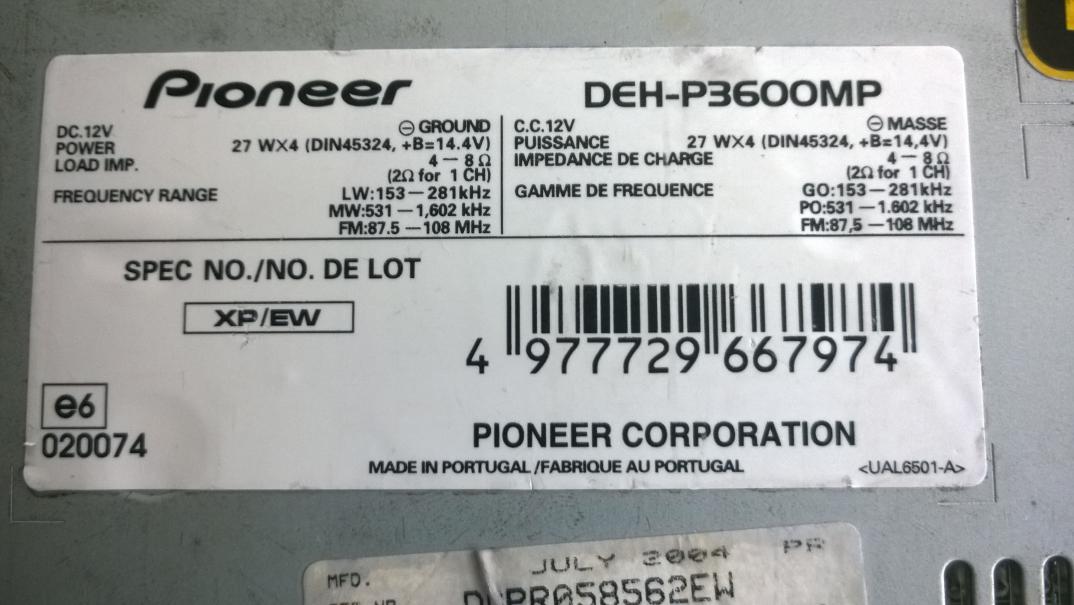 Pioneer
DEH-P3600MP
DC.12V ⊖ GROUND
POWER 27 WX4 (DIN45324, +B=14.4V)
LOAD IMP. 4 — 8 Ω
(2Ω for 1 CH)
FREQUENCY RANGE LW:153 — 281kHz
MW:531 — 1,602 kHz
FM:87.5 — 108 MHz
C.C.12V ⊖ MASSE
PUISSANCE 27 WX4 (DIN45324, +B=14,4V)
IMPEDANCE DE CHARGE 4 — 8 Ω
(2Ω for 1 CH)
GAMME DE FREQUENCE GO:153 — 281kHz
PO:531 — 1.602 kHz
FM:87,5 — 108 MHz
SPEC NO./NO. DE LOT
XP/EW
4 977729 667974
e6
020074
PIONEER CORPORATION
MADE IN PORTUGAL/FABRIQUE AU PORTUGAL
<UAL6501-A>
JULY 2004 PR
MFD.
PR058562EW